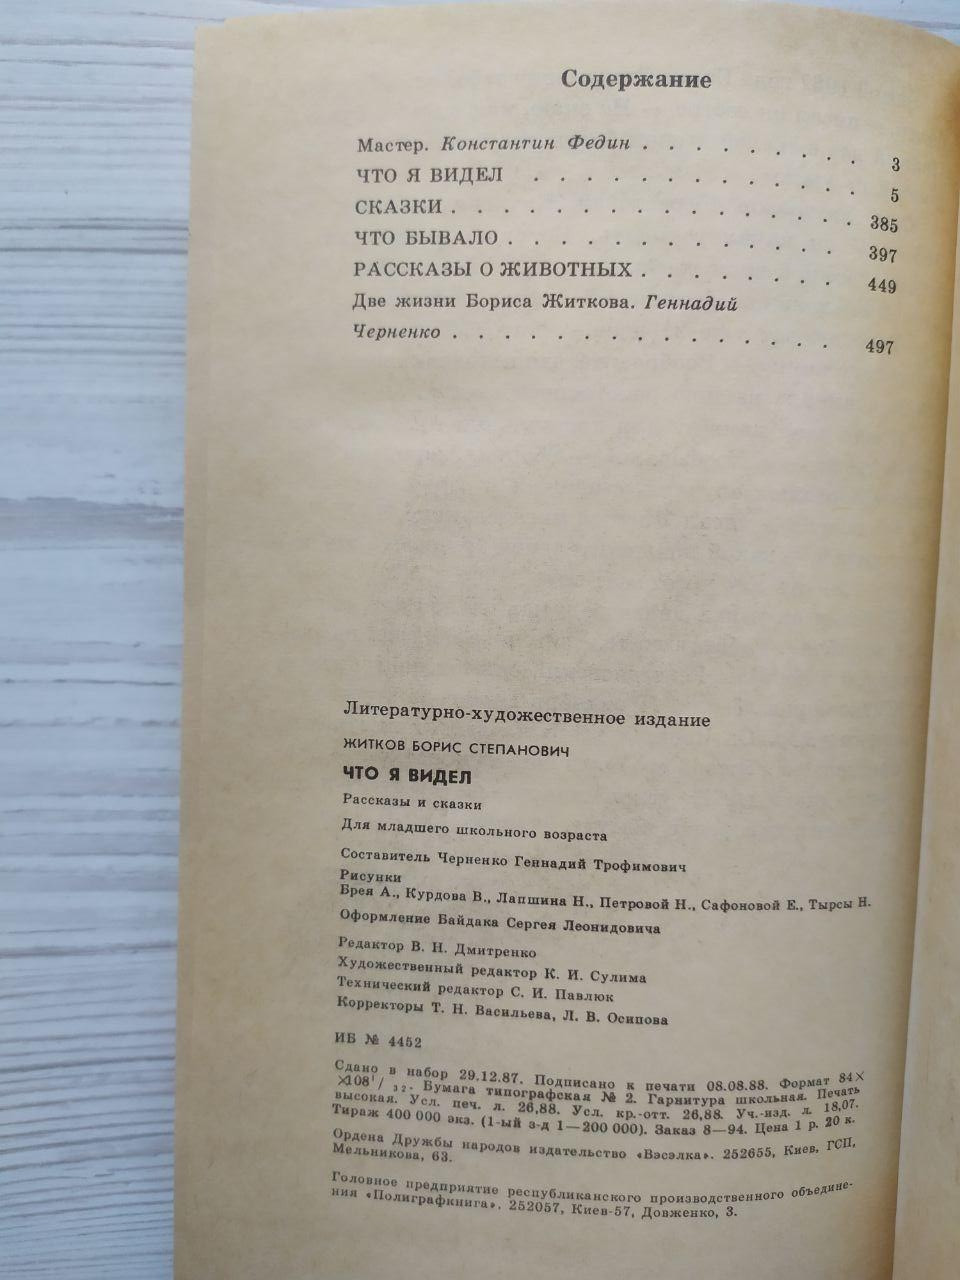 Содержание
Мастер. Константин Федин . . . . . . . . . 3
ЧТО Я ВИДЕЛ . . . . . . . . . . . . . 5
СКАЗКИ . . . . . . . . . . . . . . . . 385
ЧТО БЫВАЛО . . . . . . . . . . . . . 397
РАССКАЗЫ О ЖИВОТНЫХ . . . . . . . . 449
Две жизни Бориса Житкова. Геннадий
Черненко . . . . . . . . . . . . . . . 497
Литературно-художественное издание
ЖИТКОВ БОРИС СТЕПАНОВИЧ
ЧТО Я ВИДЕЛ
Рассказы и сказки
Для младшего школьного возраста
Составитель Черненко Геннадий Трофимович
Рисунки
Брея А., Курдова В., Лапшина Н., Петровой Н., Сафоновой Е., Тырсы Н.
Оформление Байдака Сергея Леонидовича
Редактор В. Н. Дмитренко
Художественный редактор К. И. Сулима
Технический редактор С. И. Павлюк
Корректоры Т. Н. Васильева, Л. В. Осипова
ИБ № 4452
Сдано в набор 29.12.87. Подписано к печати 08.08.88. Формат 84×
×108¹/₃₂. Бумага типографская № 2. Гарнитура школьная. Печать
высокая. Усл. печ. л. 26,88. Усл. кр.-отт. 26,88. Уч.-изд. л. 18,07.
Тираж 400 000 экз. (1-ый з-д 1—200 000). Заказ 8—94. Цена 1 р. 20 к.
Ордена Дружбы народов издательство «Вэсэлка». 252655, Киев, ГСП,
Мельникова, 63.
Головное предприятие республиканского производственного объедине-
ния «Полиграфкнига». 252057, Киев-57, Довженко, 3.